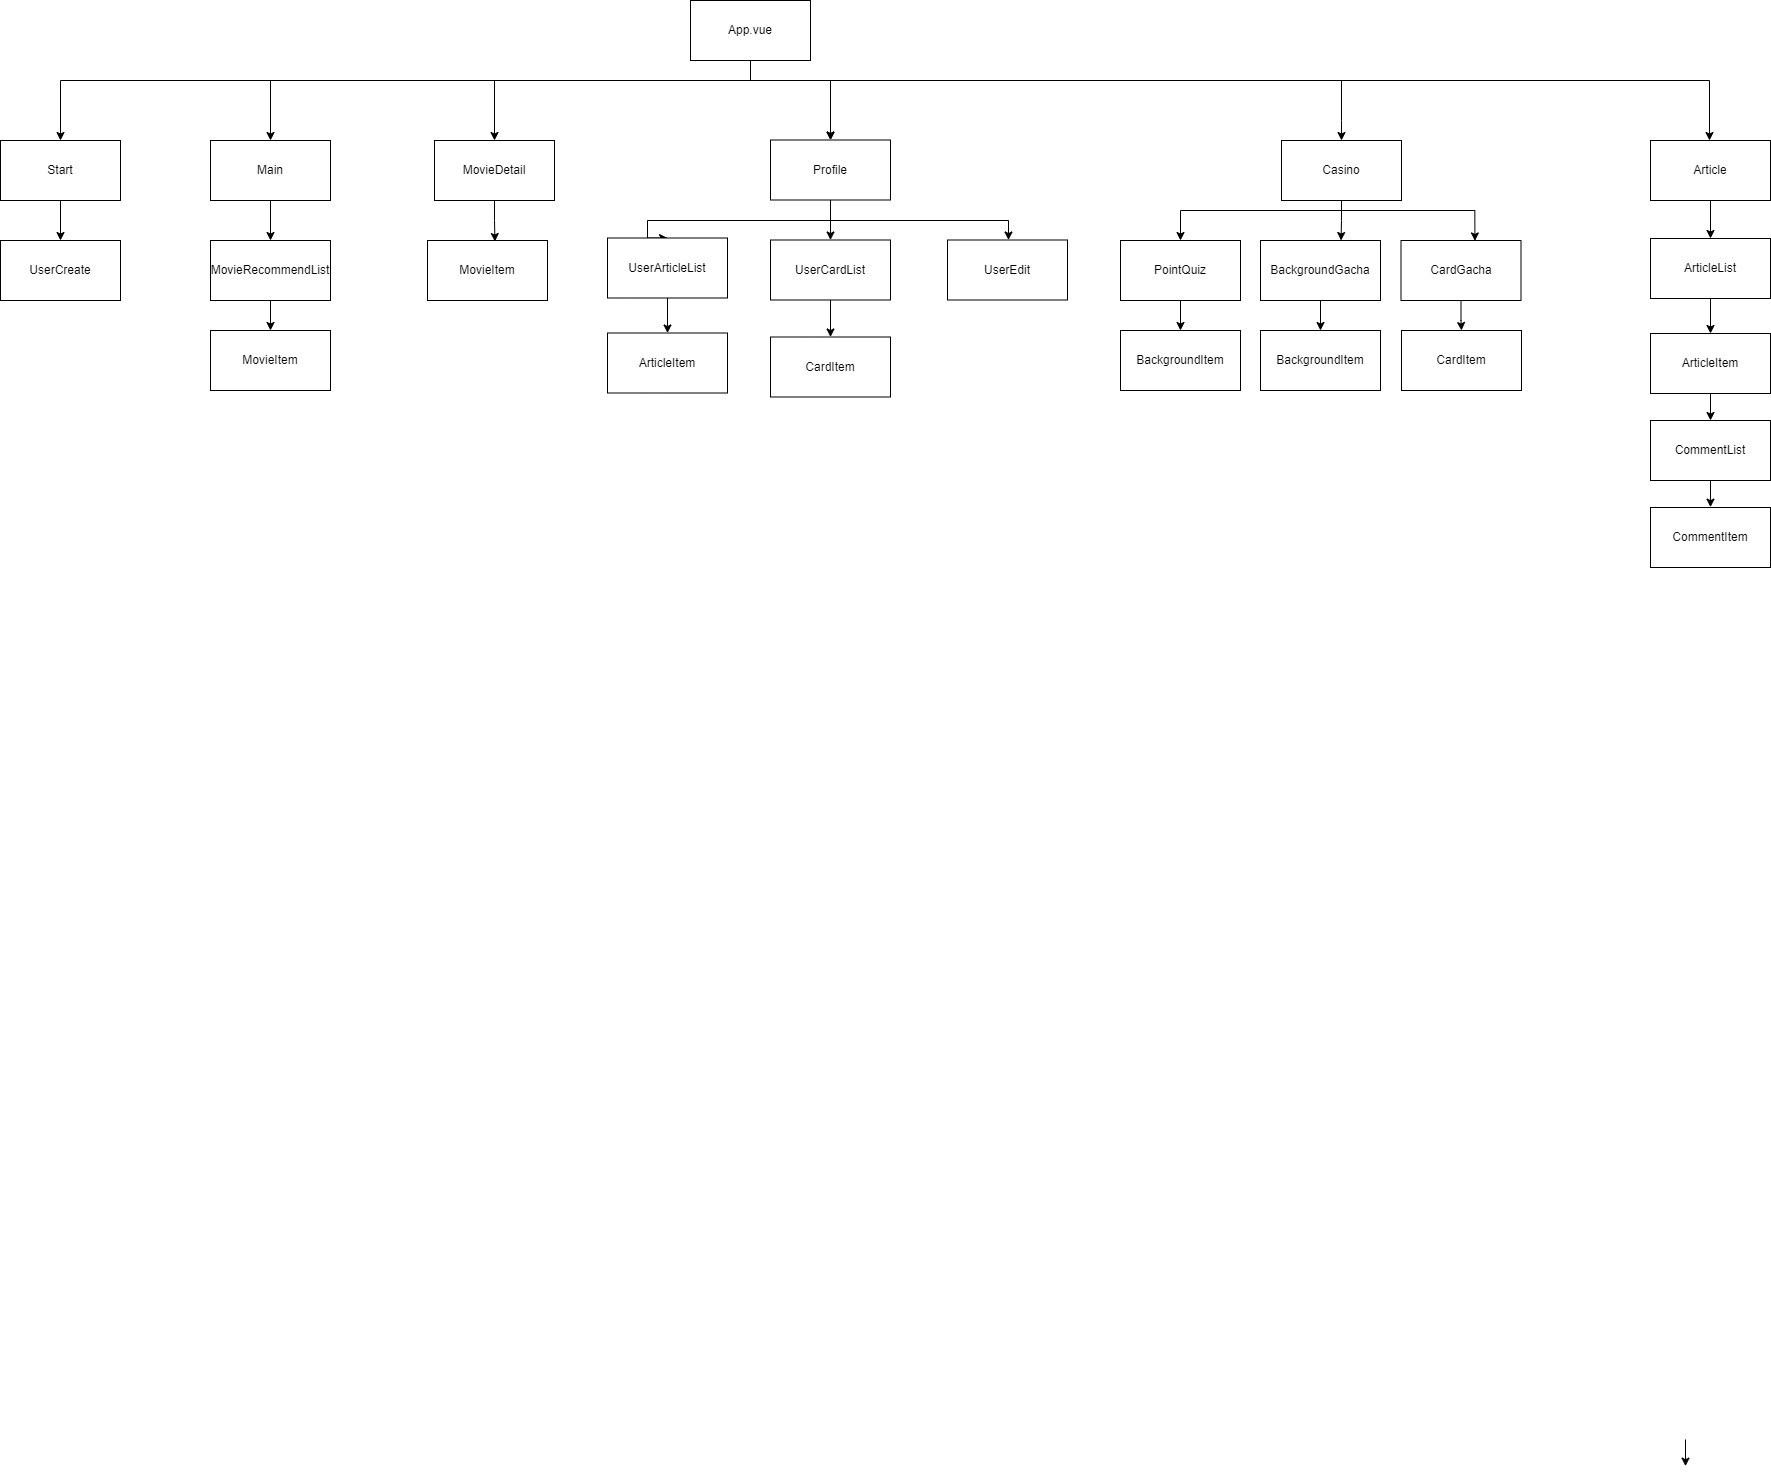 App.vue
Start
Main
MovieDetail
Profile
Casino
Article
UserCreate
MovieRecommendList
MovieItem
UserArticleList
UserCardList
UserEdit
PointQuiz
BackgroundGacha
CardGacha
ArticleList
MovieItem
ArticleItem
CardItem
BackgroundItem
BackgroundItem
CardItem
ArticleItem
CommentList
CommentItem